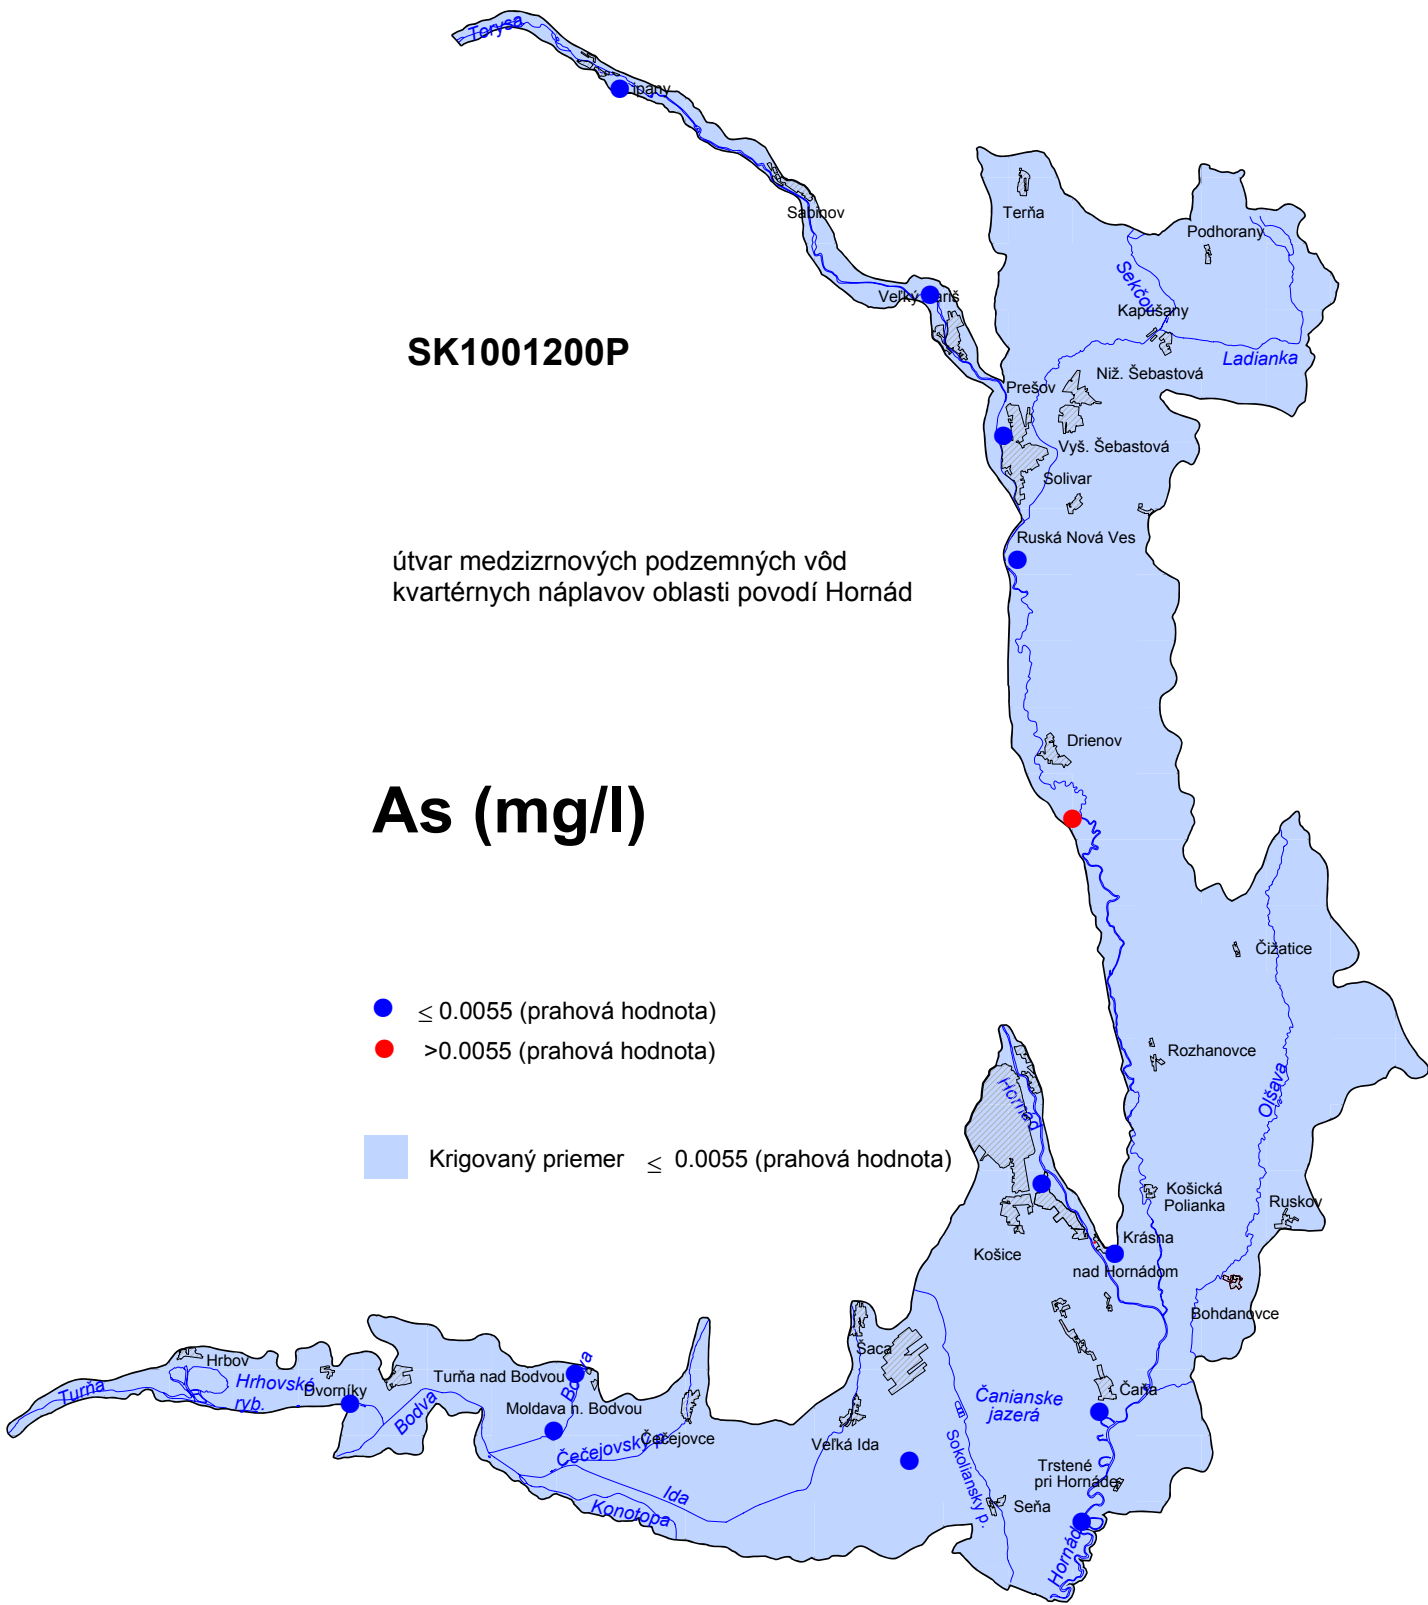 Torysa
ipany
Sabinov
Terňa
Podhorany
Sekčov
Veľký Šariš
Kapušany
Ladianka
SK1001200P
Niž. Šebastová
Prešov
Vyš. Šebastová
Solivar
Ruská Nová Ves
útvar medzizrnových podzemných vôd
kvartérnych náplavov oblasti povodí Hornád
Drienov
As (mg/l)
Čižatice
≤ 0.0055 (prahová hodnota)
>0.0055 (prahová hodnota)
Rozhanovce
Olšava
Hornád
Krigovaný priemer ≤ 0.0055 (prahová hodnota)
Košická
Polianka
Ruskov
Košice
Krásna
nad Hornádom
Bohdanovce
Šaca
Hrbov
Turňa
Hrhovské
ryb.
Dvorníky
Turňa nad Bodvou
Bodva
Moldava n. Bodvou
Bodva
Čečejovský p.
Čečejovce
Veľká Ida
Čanianske
jazerá
Čaňa
Sokoliansky p.
Trstené
pri Hornáde
Ida
Konotopa
Seňa
Hornád